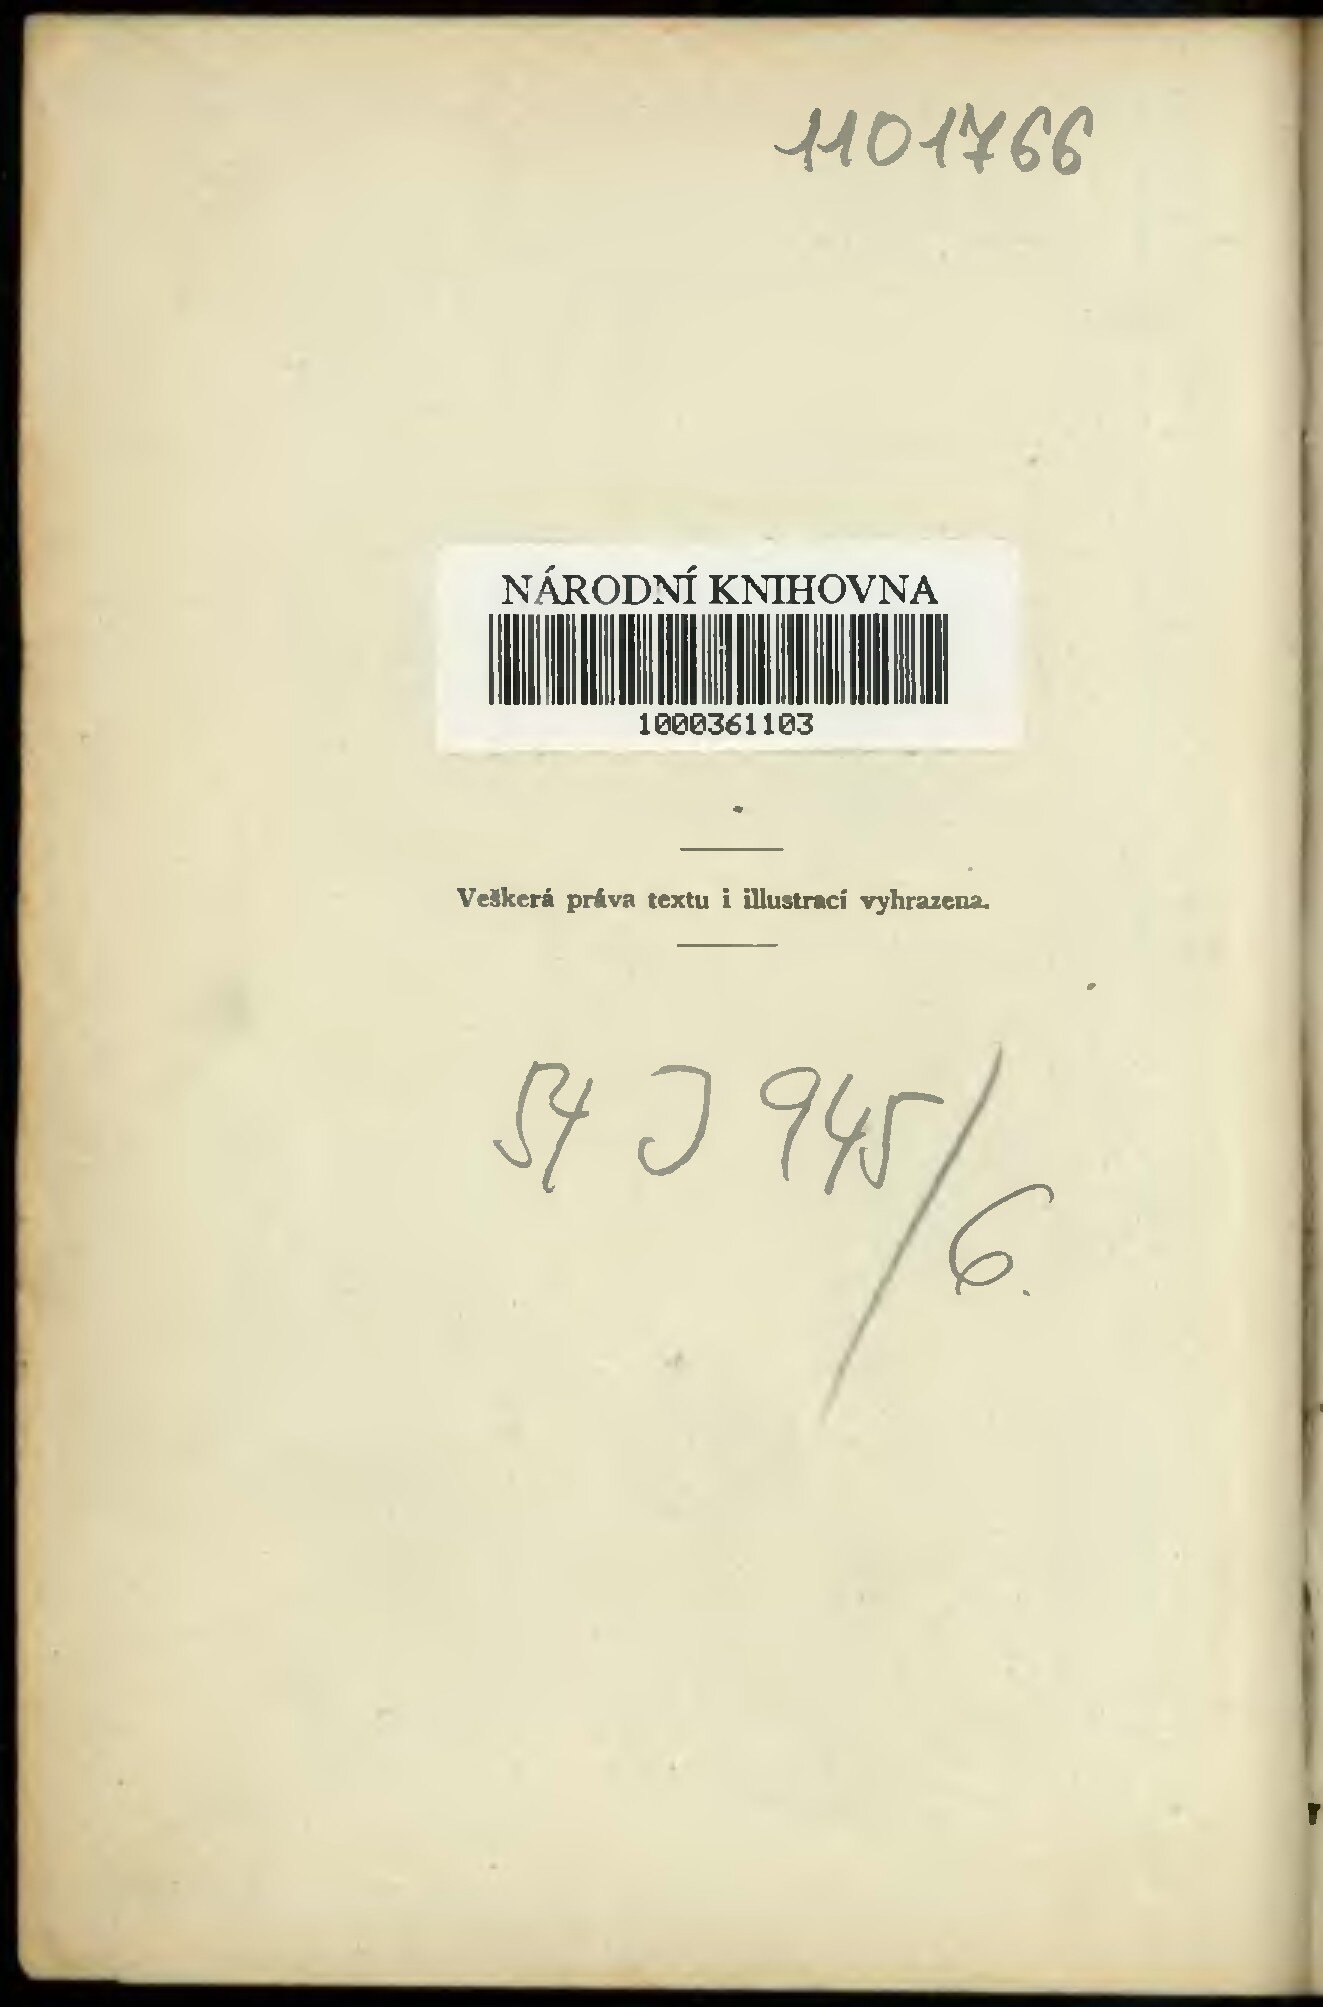 1101766
NÁRODNÍ KNIHOVNA
1000361103
Veškerá práva textu i illustrací vyhrazena.
54 J 945/6.